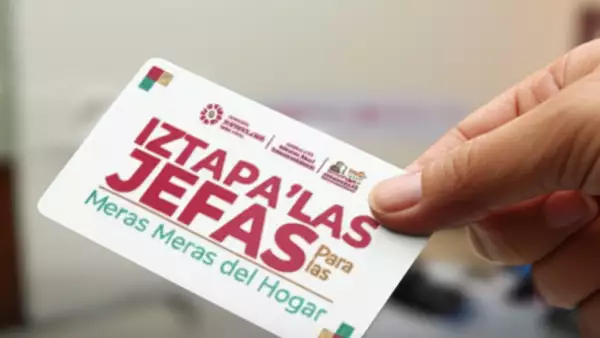 IZTAPA'LAS
JEFAS Para
las
Meras Meras del Hogar